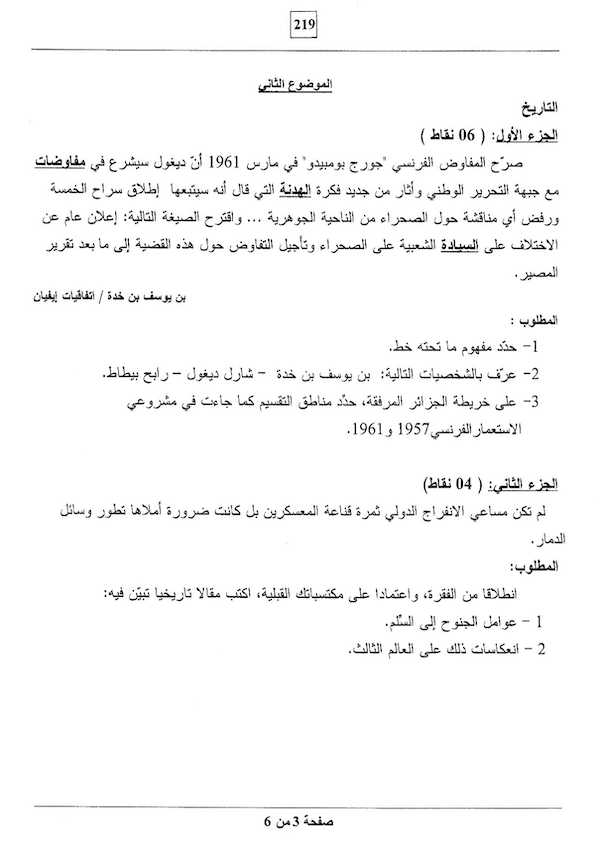 219
الموضوع الثاني
التاريخ
الجزء الأول: ( 06 نقاط )
صرّح المفاوض الفرنسي "جورج بومبيدو" في مارس 1961 أنّ ديغول سيشرع في مفاوضات
مع جبهة التحرير الوطني وأثار من جديد فكرة الهدنة التي قال أنه سيتبعها إطلاق سراح الخمسة
ورفض أي مناقشة حول الصحراء من الناحية الجوهرية ... واقترح الصيغة التالية: إعلان عام عن
الاختلاف على السيادة الشعبية على الصحراء وتأجيل التفاوض حول هذه القضية إلى ما بعد تقرير
المصير.
بن يوسف بن خدة / اتفاقيات إيفيان
المطلوب :
1- حدّد مفهوم ما تحته خط.
2- عرّف بالشخصيات التالية: بن يوسف بن خدة - شارل ديغول – رابح بيطاط.
3- على خريطة الجزائر المرفقة، حدِّد مناطق التقسيم كما جاءت في مشروعي
الاستعمار الفرنسي 1957 و 1961.
الجزء الثاني: ( 04 نقاط)
لم تكن مساعي الانفراج الدولي ثمرة قناعة المعسكرين بل كانت ضرورة أملاها تطور وسائل
الدمار.
المطلوب:
انطلاقا من الفقرة، واعتمادا على مكتسباتك القبلية، اكتب مقالا تاريخيا تبيّن فيه:
1 - عوامل الجنوح إلى السِّلم.
2 - انعكاسات ذلك على العالم الثالث.
صفحة 3 من 6